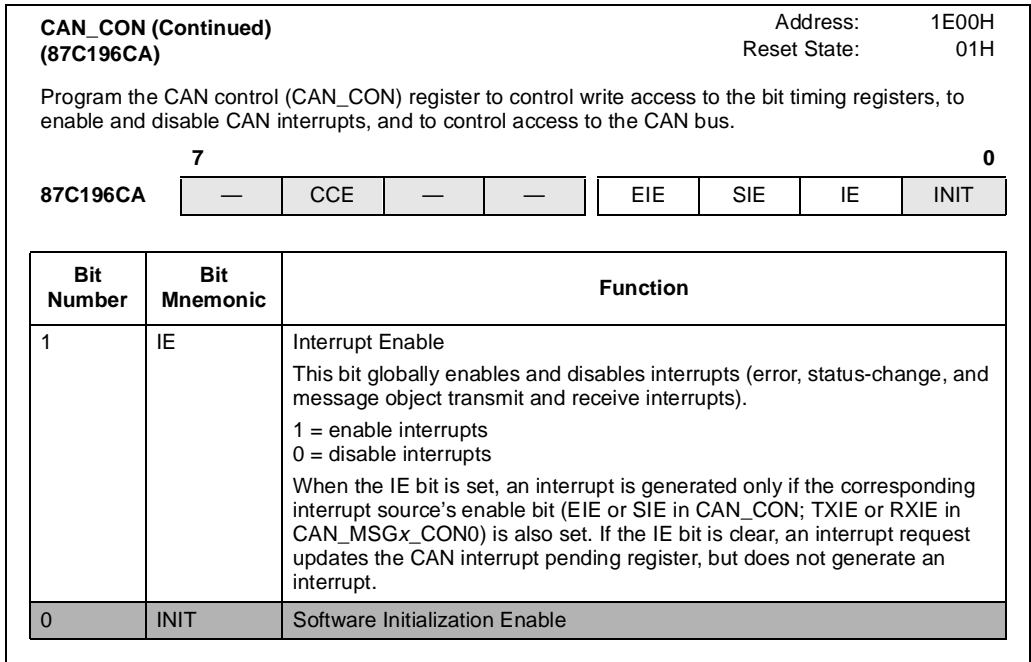 CAN_CON (Continued)
(87C196CA)
Address: 1E00H
Reset State: 01H
Program the CAN control (CAN_CON) register to control write access to the bit timing registers, to
enable and disable CAN interrupts, and to control access to the CAN bus.
7 0
87C196CA — CCE — — EIE SIE IE INIT
Bit Number Bit Mnemonic Function
1 IE Interrupt Enable
This bit globally enables and disables interrupts (error, status-change, and
message object transmit and receive interrupts).
1 = enable interrupts
0 = disable interrupts
When the IE bit is set, an interrupt is generated only if the corresponding
interrupt source's enable bit (EIE or SIE in CAN_CON; TXIE or RXIE in
CAN_MSGx_CON0) is also set. If the IE bit is clear, an interrupt request
updates the CAN interrupt pending register, but does not generate an
interrupt.
0 INIT Software Initialization Enable